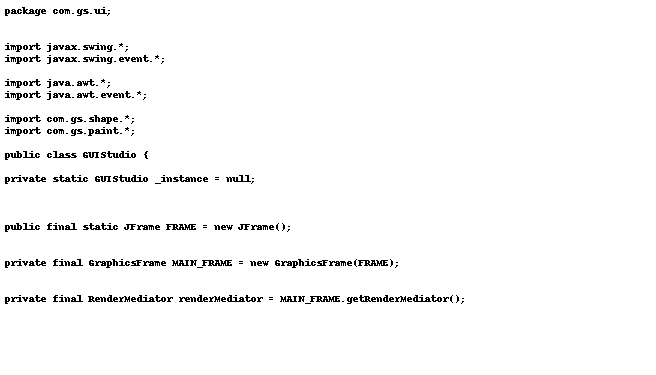 package com.gs.ui;
import javax.swing.*;
import javax.swing.event.*;
import java.awt.*;
import java.awt.event.*;
import com.gs.shape.*;
import com.gs.paint.*;
public class GUIStudio {
private static GUIStudio _instance = null;
public final static JFrame FRAME = new JFrame();
private final GraphicsFrame MAIN_FRAME = new GraphicsFrame(FRAME);
private final RenderMediator renderMediator = MAIN_FRAME.getRenderMediator();